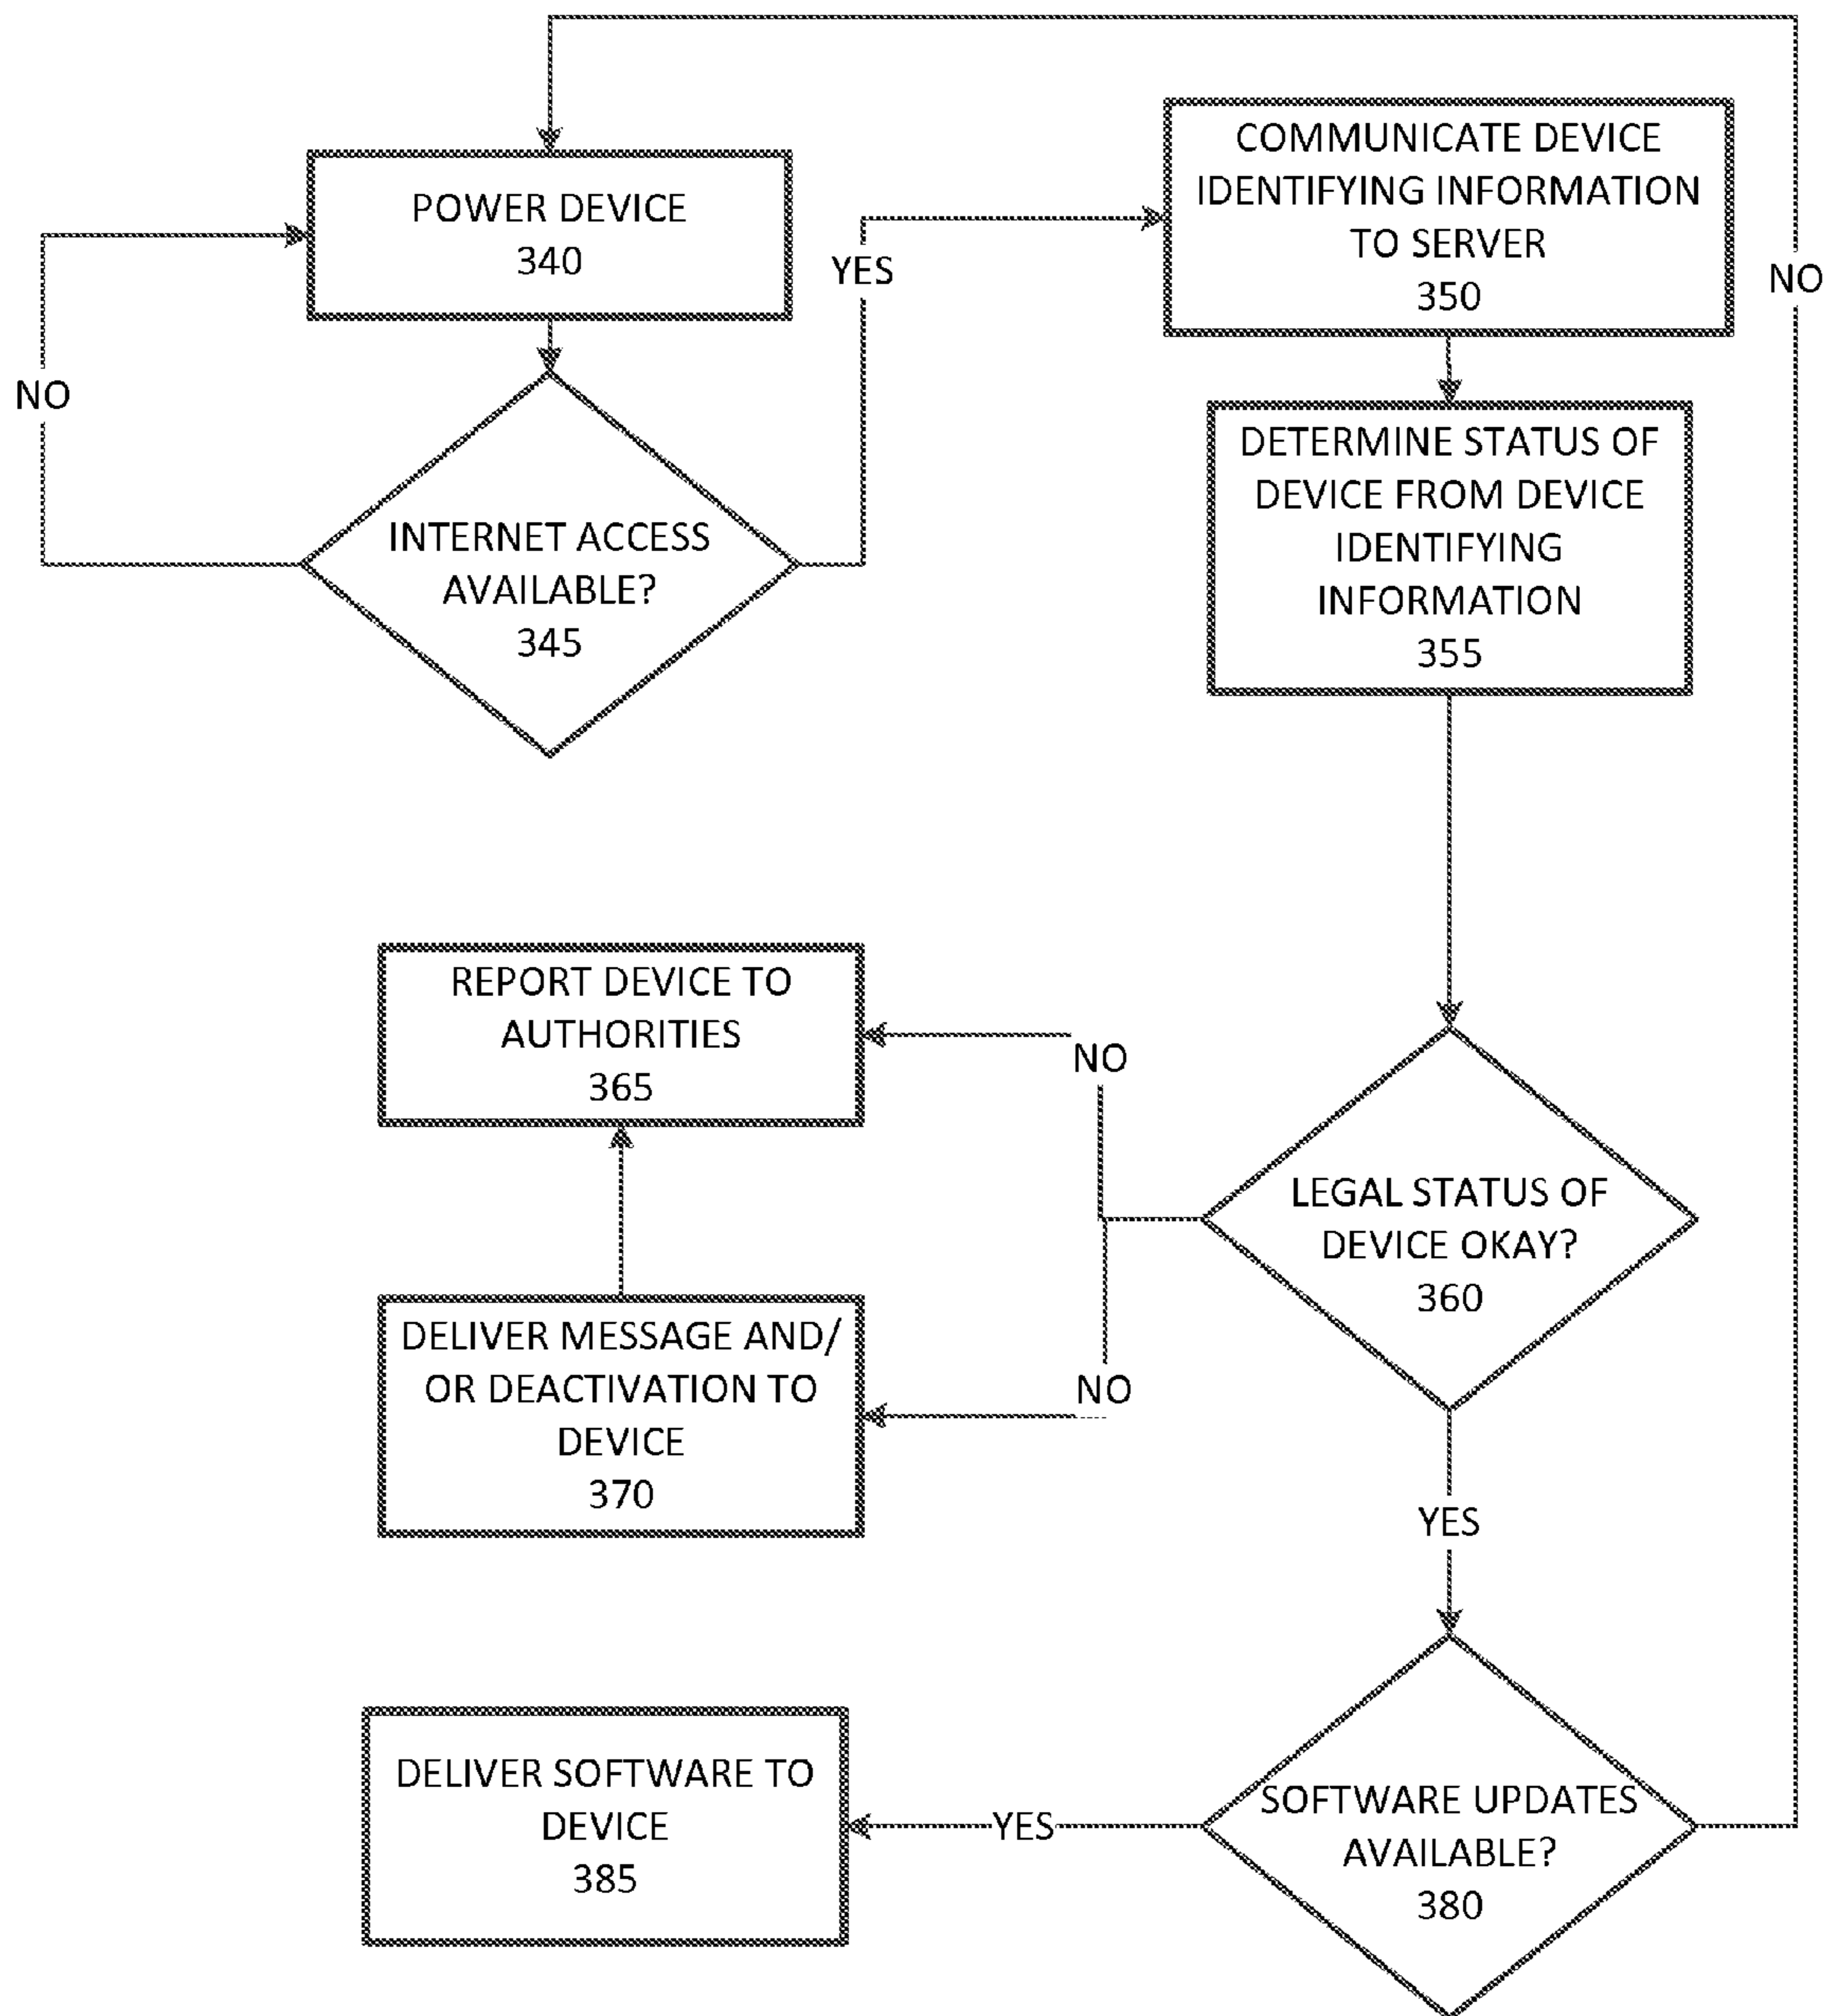 POWER DEVICE
340
NO
INTERNET ACCESS
AVAILABLE?
345
YES
COMMUNICATE DEVICE
IDENTIFYING INFORMATION
TO SERVER
350
NO
DETERMINE STATUS OF
DEVICE FROM DEVICE
IDENTIFYING
INFORMATION
355
REPORT DEVICE TO
AUTHORITIES
365
NO
LEGAL STATUS OF
DEVICE OKAY?
360
DELIVER MESSAGE AND/
OR DEACTIVATION TO
DEVICE
370
NO
YES
DELIVER SOFTWARE TO
DEVICE
385
YES
SOFTWARE UPDATES
AVAILABLE?
380